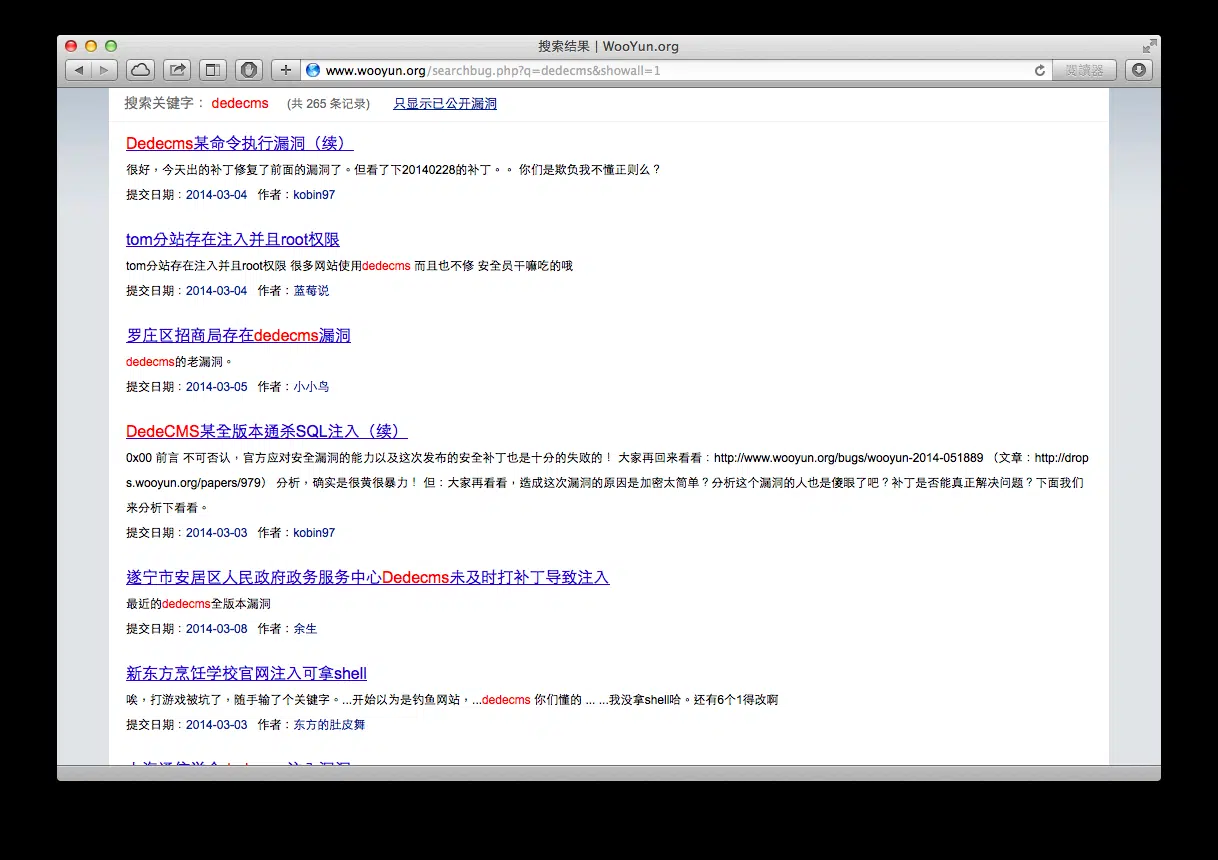 搜索结果 | WooYun.org
www.wooyun.org/searchbug.php?q=dedecms&showall=1
阅讀器
搜索关键字： dedecms （共 265 条记录） 只显示已公开漏洞
Dedecms某命令执行漏洞（续）
很好，今天出的补丁修复了前面的漏洞了。但看了下20140228的补丁。。 你们是欺负我不懂正则么？
提交日期：2014-03-04 作者：kobin97
tom分站存在注入并且root权限
tom分站存在注入并且root权限 很多网站使用dedecms 而且也不修 安全员干嘛吃的哦
提交日期：2014-03-04 作者：蓝莓说
罗庄区招商局存在dedecms漏洞
dedecms的老漏洞。
提交日期：2014-03-05 作者：小小鸟
DedeCMS某全版本通杀SQL注入（续）
0x00 前言 不可否认，官方应对安全漏洞的能力以及这次发布的安全补丁也是十分的失败的！ 大家再回来看看：http://www.wooyun.org/bugs/wooyun-2014-051889 （文章：http://drop
s.wooyun.org/papers/979） 分析，确实是很黄很暴力！ 但：大家再看看，造成这次漏洞的原因是加密太简单？分析这个漏洞的人也是傻眼了吧？补丁是否能真正解决问题？下面我们
来分析下看看。
提交日期：2014-03-03 作者：kobin97
遂宁市安居区人民政府政务服务中心Dedecms未及时打补丁导致注入
最近的dedecms全版本漏洞
提交日期：2014-03-08 作者：余生
新东方烹饪学校官网注入可拿shell
唉，打游戏被坑了，随手输了个关键字。...开始以为是钓鱼网站，...dedecms 你们懂的 ... ...我没拿shell哈。还有6个1得改啊
提交日期：2014-03-03 作者：东方的肚皮舞